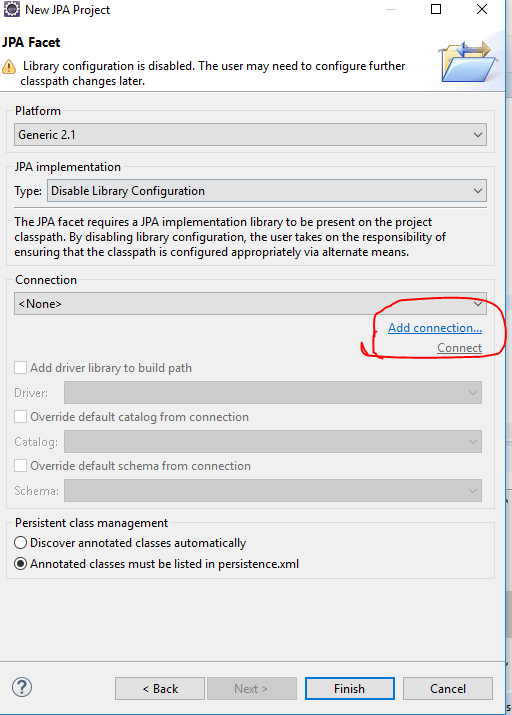 New JPA Project
JPA Facet
Library configuration is disabled. The user may need to configure further
classpath changes later.
Platform
Generic 2.1
JPA implementation
Type: Disable Library Configuration
The JPA facet requires a JPA implementation library to be present on the project
classpath. By disabling library configuration, the user takes on the responsibility of
ensuring that the classpath is configured appropriately via alternate means.
Connection
<None>
Add connection...
Connect
Add driver library to build path
Driver:
Override default catalog from connection
Catalog:
Override default schema from connection
Schema:
Persistent class management
Discover annotated classes automatically
Annotated classes must be listed in persistence.xml
? < Back Next > Finish Cancel